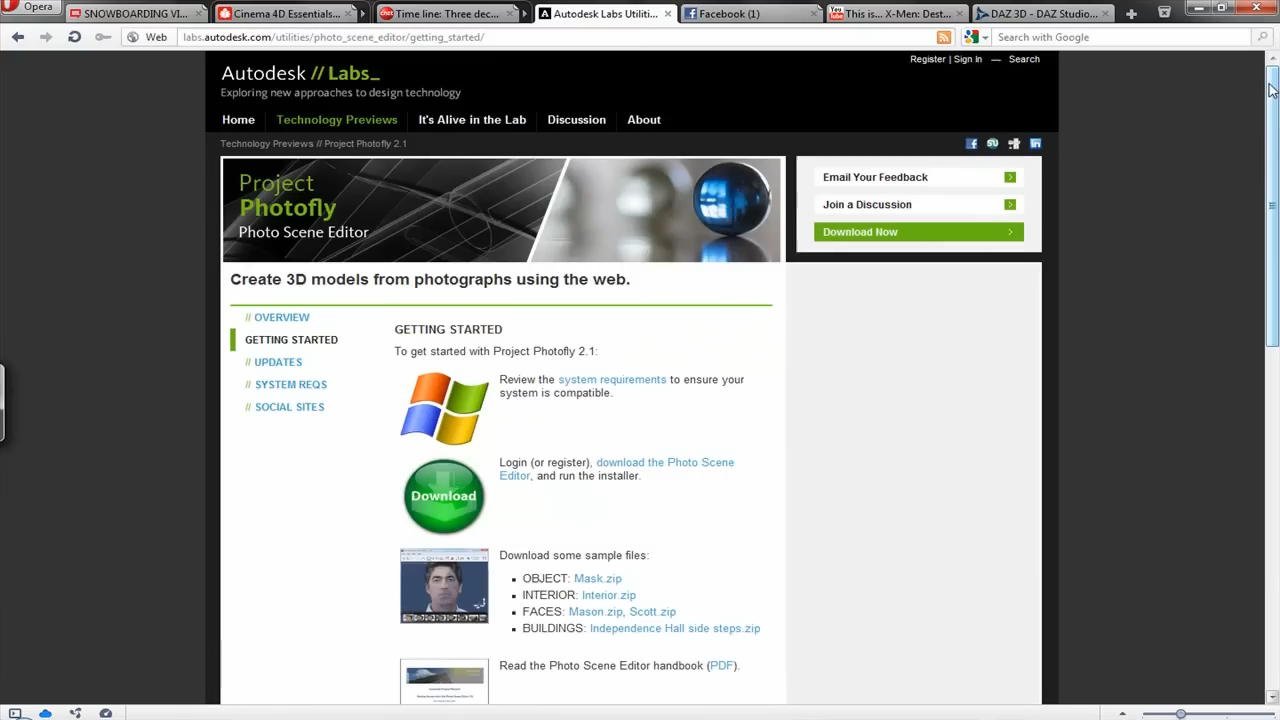 Opera
SNOWBOARDING VI...
Cinema 4D Essentials...
Time line: Three dec...
Autodesk Labs Utiliti...
Facebook (1)
This is... X-Men: Dest...
DAZ 3D - DAZ Studio...
Web
labs.autodesk.com/utilities/photo_scene_editor/getting_started/
Search with Google
Register | Sign In — Search
Autodesk // Labs_
Exploring new approaches to design technology
Home
Technology Previews
It's Alive in the Lab
Discussion
About
Technology Previews // Project Photofly 2.1
Project
Photofly
Photo Scene Editor
Email Your Feedback
Join a Discussion
Download Now
Create 3D models from photographs using the web.
// OVERVIEW
GETTING STARTED
// UPDATES
// SYSTEM REQS
// SOCIAL SITES
GETTING STARTED
To get started with Project Photofly 2.1:
Review the system requirements to ensure your
system is compatible.
Login (or register), download the Photo Scene
Editor, and run the installer.
Download
Download some sample files:
OBJECT: Mask.zip
INTERIOR: Interior.zip
FACES: Mason.zip, Scott.zip
BUILDINGS: Independence Hall side steps.zip
Read the Photo Scene Editor handbook (PDF).